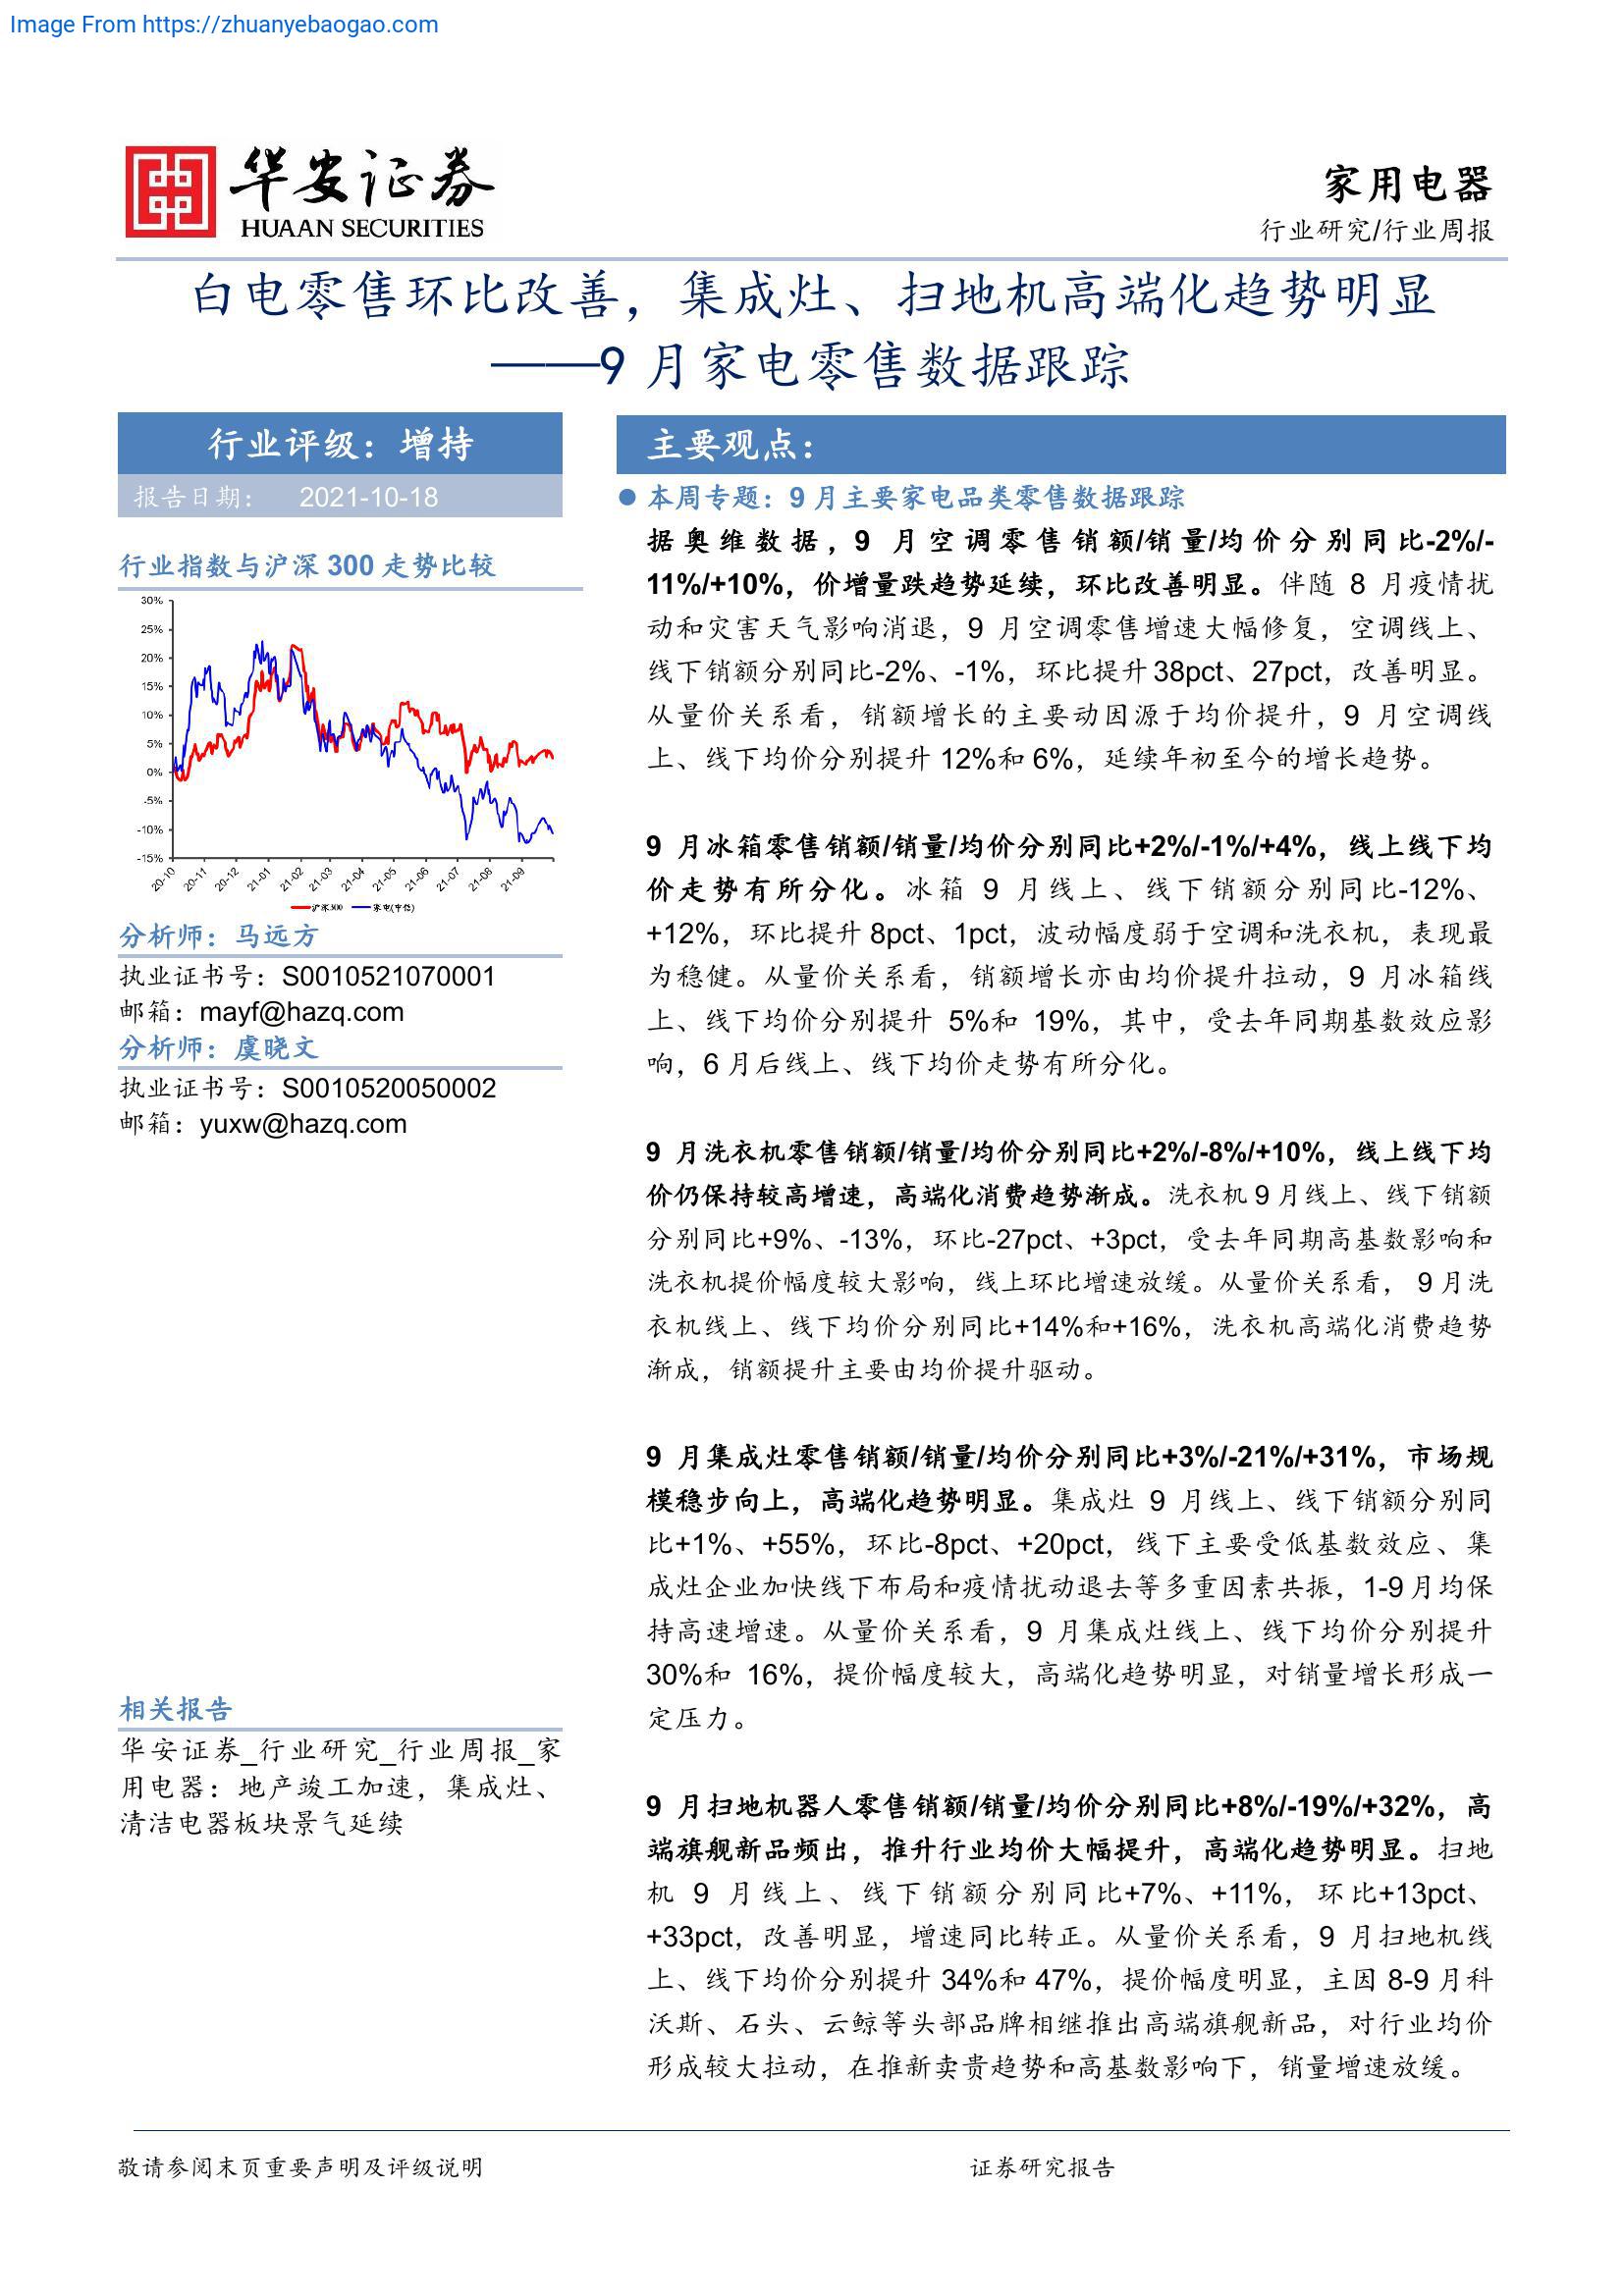 Image From https://zhuanyebaogao.com
华安证券
HUAAN SECURITIES
家用电器
行业研究/行业周报
白电零售环比改善，集成灶、扫地机高端化趋势明显
——9 月家电零售数据跟踪
行业评级：增持
报告日期： 2021-10-18
行业指数与沪深 300 走势比较
30%
25%
20%
15%
10%
5%
0%
-5%
-10%
-15%
20-10 20-11 20-12 21-01 21-02 21-03 21-04 21-05 21-06 21-07 21-08 21-09
沪深300 家电(中信)
分析师：马远方
执业证书号：S0010521070001
邮箱：mayf@hazq.com
分析师：虞晓文
执业证书号：S0010520050002
邮箱：yuxw@hazq.com
相关报告
华安证券_行业研究_行业周报_家
用电器：地产竣工加速，集成灶、
清洁电器板块景气延续
主要观点：
● 本周专题：9 月主要家电品类零售数据跟踪
据奥维数据，9 月空调零售销额/销量/均价分别同比-2%/-
11%/+10%，价增量跌趋势延续，环比改善明显。伴随 8 月疫情扰
动和灾害天气影响消退，9 月空调零售增速大幅修复，空调线上、
线下销额分别同比-2%、-1%，环比提升 38pct、27pct，改善明显。
从量价关系看，销额增长的主要动因源于均价提升，9 月空调线
上、线下均价分别提升 12%和 6%，延续年初至今的增长趋势。
9 月冰箱零售销额/销量/均价分别同比+2%/-1%/+4%，线上线下均
价走势有所分化。冰箱 9 月线上、线下销额分别同比-12%、
+12%，环比提升 8pct、1pct，波动幅度弱于空调和洗衣机，表现最
为稳健。从量价关系看，销额增长亦由均价提升拉动，9 月冰箱线
上、线下均价分别提升 5%和 19%，其中，受去年同期基数效应影
响，6 月后线上、线下均价走势有所分化。
9 月洗衣机零售销额/销量/均价分别同比+2%/-8%/+10%，线上线下均
价仍保持较高增速，高端化消费趋势渐成。洗衣机 9 月线上、线下销额
分别同比+9%、-13%，环比-27pct、+3pct，受去年同期高基数影响和
洗衣机提价幅度较大影响，线上环比增速放缓。从量价关系看， 9 月洗
衣机线上、线下均价分别同比+14%和+16%，洗衣机高端化消费趋势
渐成，销额提升主要由均价提升驱动。
9 月集成灶零售销额/销量/均价分别同比+3%/-21%/+31%，市场规
模稳步向上，高端化趋势明显。集成灶 9 月线上、线下销额分别同
比+1%、+55%，环比-8pct、+20pct，线下主要受低基数效应、集
成灶企业加快线下布局和疫情扰动退去等多重因素共振，1-9 月均保
持高速增速。从量价关系看，9 月集成灶线上、线下均价分别提升
30%和 16%，提价幅度较大，高端化趋势明显，对销量增长形成一
定压力。
9 月扫地机器人零售销额/销量/均价分别同比+8%/-19%/+32%，高
端旗舰新品频出，推升行业均价大幅提升，高端化趋势明显。扫地
机 9 月线上、线下销额分别同比+7%、+11%，环比+13pct、
+33pct，改善明显，增速同比转正。从量价关系看，9 月扫地机线
上、线下均价分别提升 34%和 47%，提价幅度明显，主因 8-9 月科
沃斯、石头、云鲸等头部品牌相继推出高端旗舰新品，对行业均价
形成较大拉动，在推新卖贵趋势和高基数影响下，销量增速放缓。
敬请参阅末页重要声明及评级说明
证券研究报告